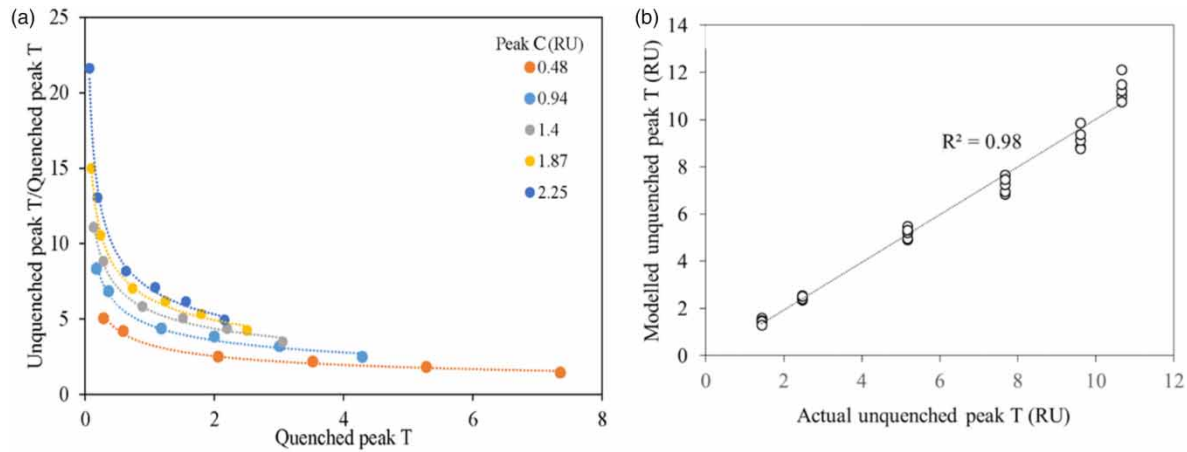 (a)
25
20
15
10
5
0
0 2 4 6 8
Unquenched peak T/Quenched peak T
Quenched peak T
Peak C (RU)
0.48
0.94
1.4
1.87
2.25
(b)
14
12
10
8
6
4
2
0
0 2 4 6 8 10 12
Modelled unquenched peak T (RU)
R² = 0.98
Actual unquenched peak T (RU)